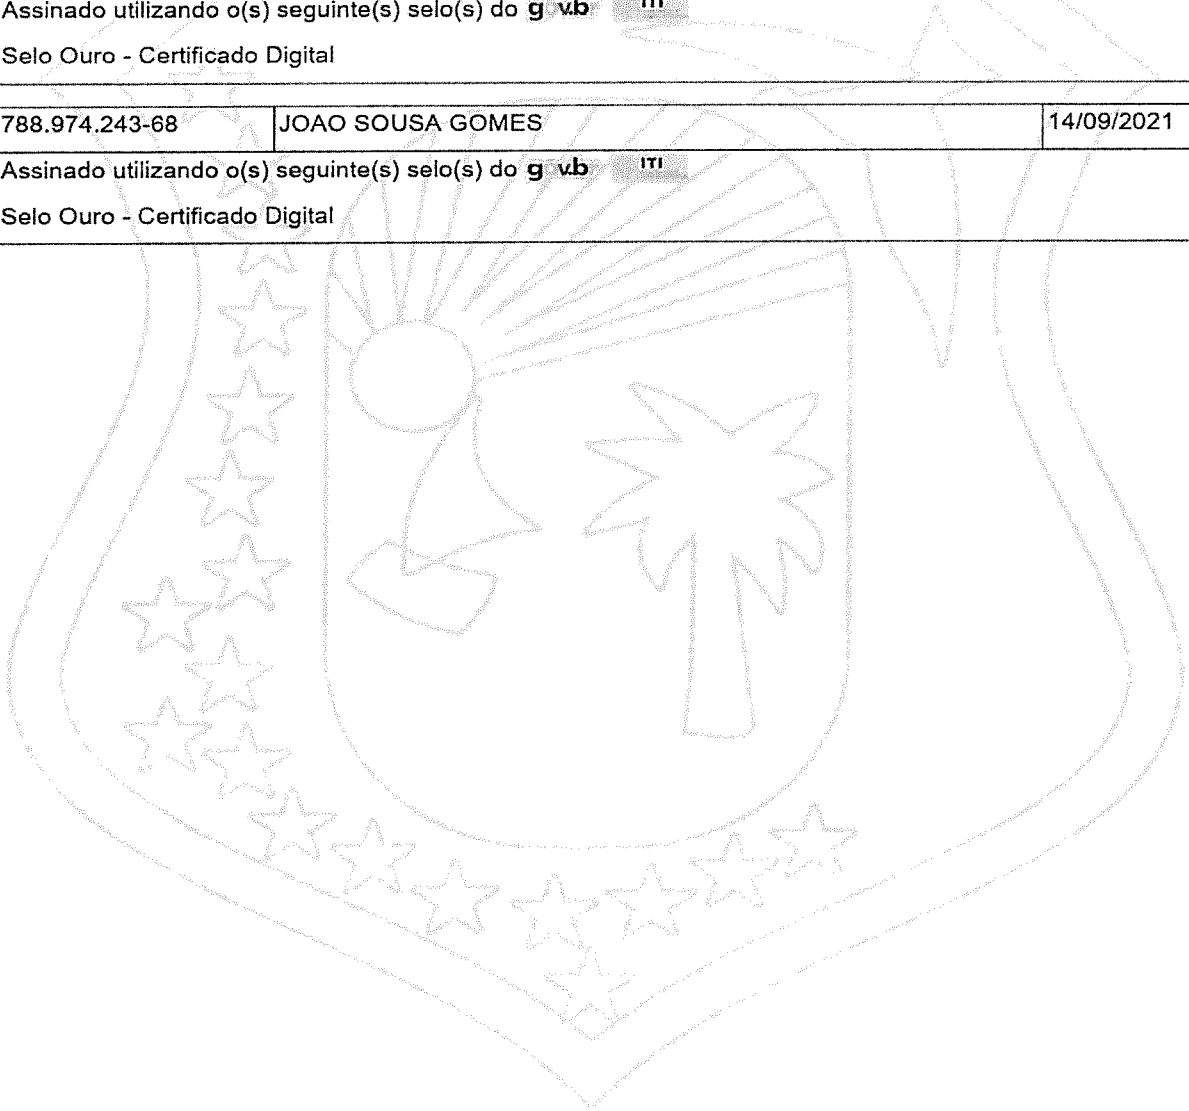 Assinado utilizando o(s) seguinte(s) selo(s) do g v.b
Selo Ouro - Certificado Digital
788.974.243-68 JOAO SOUSA GOMES 14/09/2021
Assinado utilizando o(s) seguinte(s) selo(s) do g v.b ITI
Selo Ouro - Certificado Digital